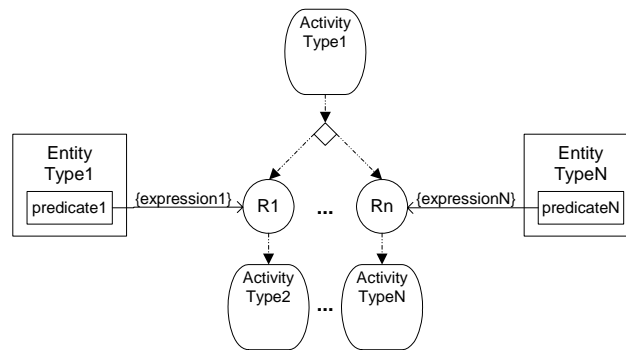 Activity
Type1
Entity
Type1
predicate1
{expression1}
R1
...
Rn
{expressionN}
Entity
TypeN
predicateN
Activity
Type2
...
Activity
TypeN